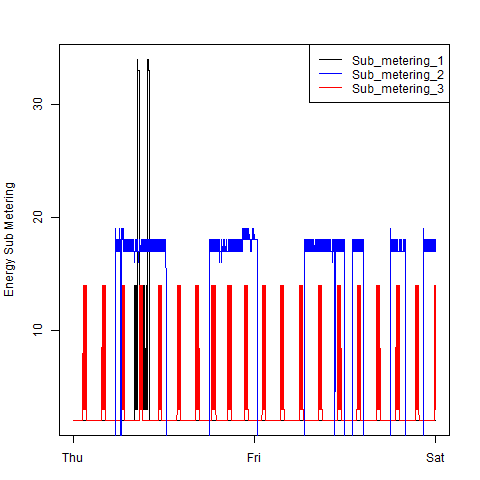 Sub_metering_1
Sub_metering_2
Sub_metering_3
Energy Sub Metering
30
20
10
Thu Fri Sat